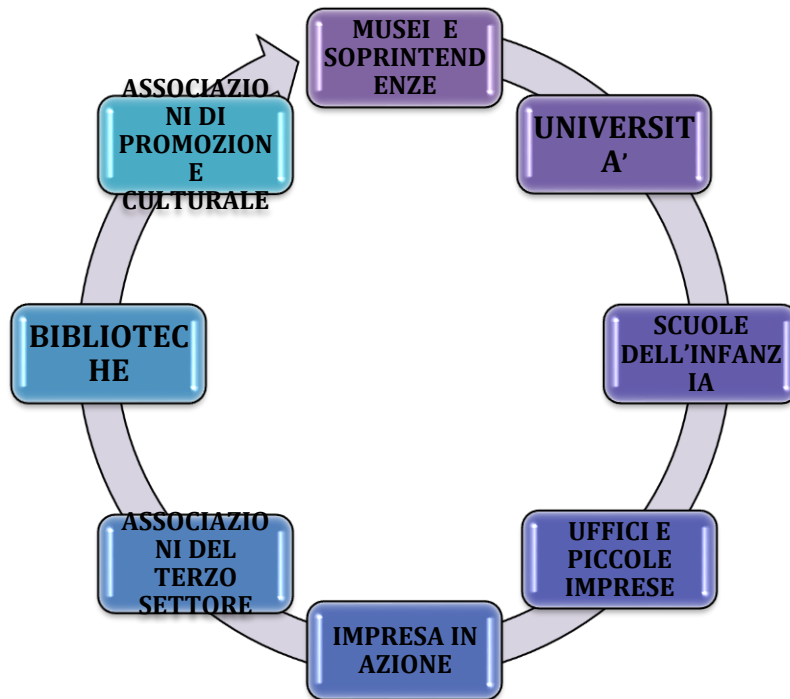 MUSEI E
SOPRINTEND
ENZE
UNIVERSIT
A’
SCUOLE
DELL’INFANZ
IA
UFFICI E
PICCOLE
IMPRESE
IMPRESA IN
AZIONE
ASSOCIAZIO
NI DEL
TERZO
SETTORE
BIBLIOTEC
HE
ASSOCIAZIO
NI DI
PROMOZION
E
CULTURALE